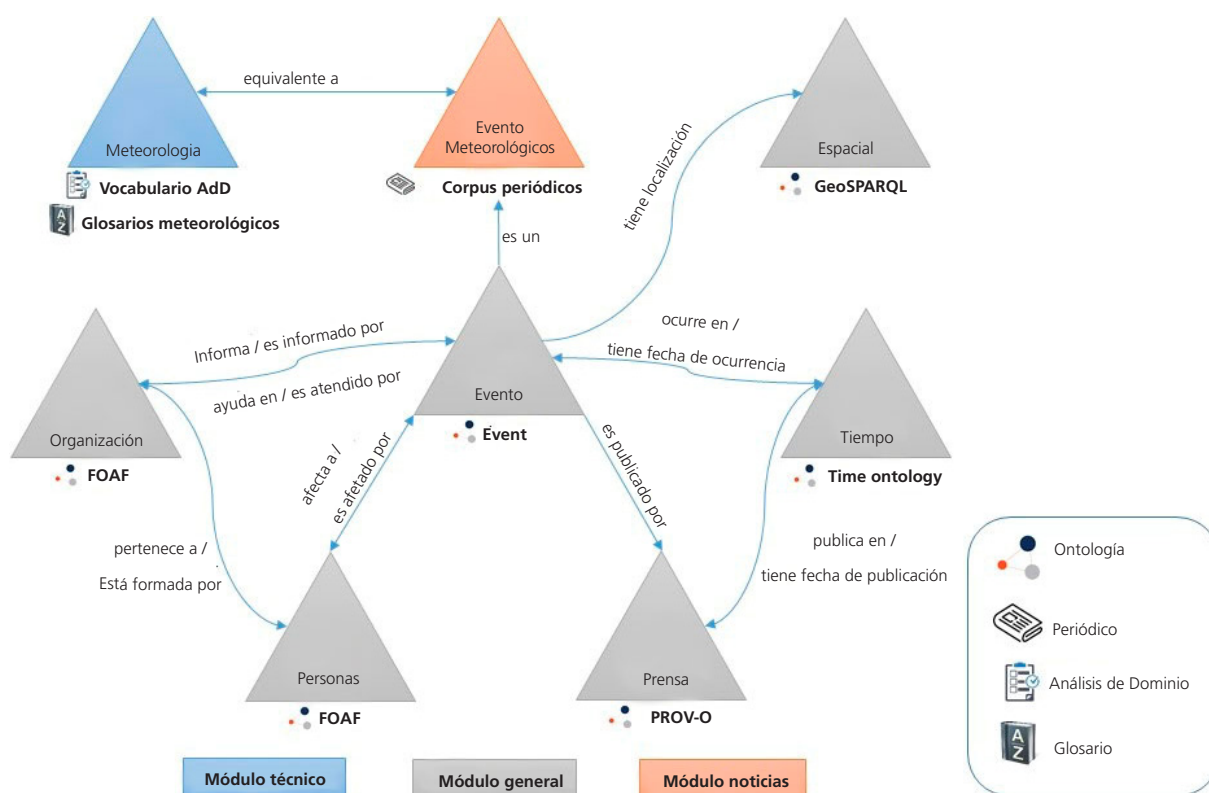 equivalente a
Meteorologia
Evento
Meteorológicos
Espacial
Vocabulario AdD
Glosarios meteorológicos
Corpus periódicos
GeoSPARQL
tiene localización
es un
Informa / es informado por
ayuda en / es atendido por
ocurre en /
tiene fecha de ocurrencia
Organización
FOAF
Evento
Event
Tiempo
Time ontology
afecta a /
es afetado por
es publicado por
pertenece a /
Está formada por
publica en /
tiene fecha de publicación
Personas
FOAF
Prensa
PROV-O
Ontología
Periódico
Análisis de Dominio
Glosario
Módulo técnico
Módulo general
Módulo noticias